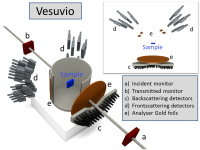 Vesuvio
b
d
d
Sample
e
e
Sample
d
d
e
c
c
a
a) Incident monitor
b) Transmitted monitor
c) Backscattering detectors
d) Frontscattering detectors
e) Analyser Gold foils